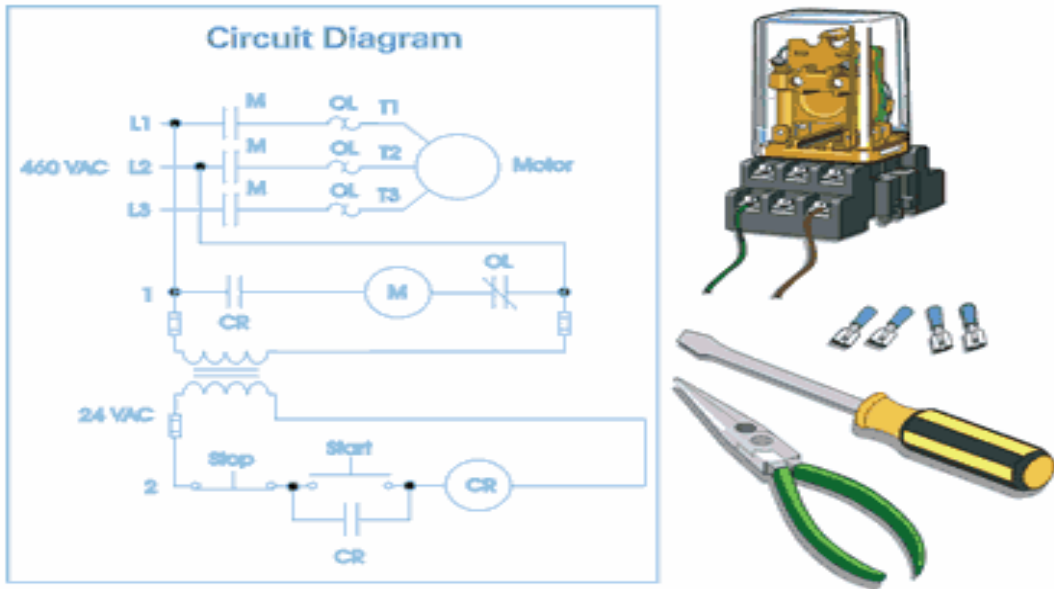 Circuit Diagram
M OL T1
L1
M OL T2
460 VAC L2 Motor
M OL T3
L3
OL
1 M
CR
24 VAC
Stop Start
2 CR
CR